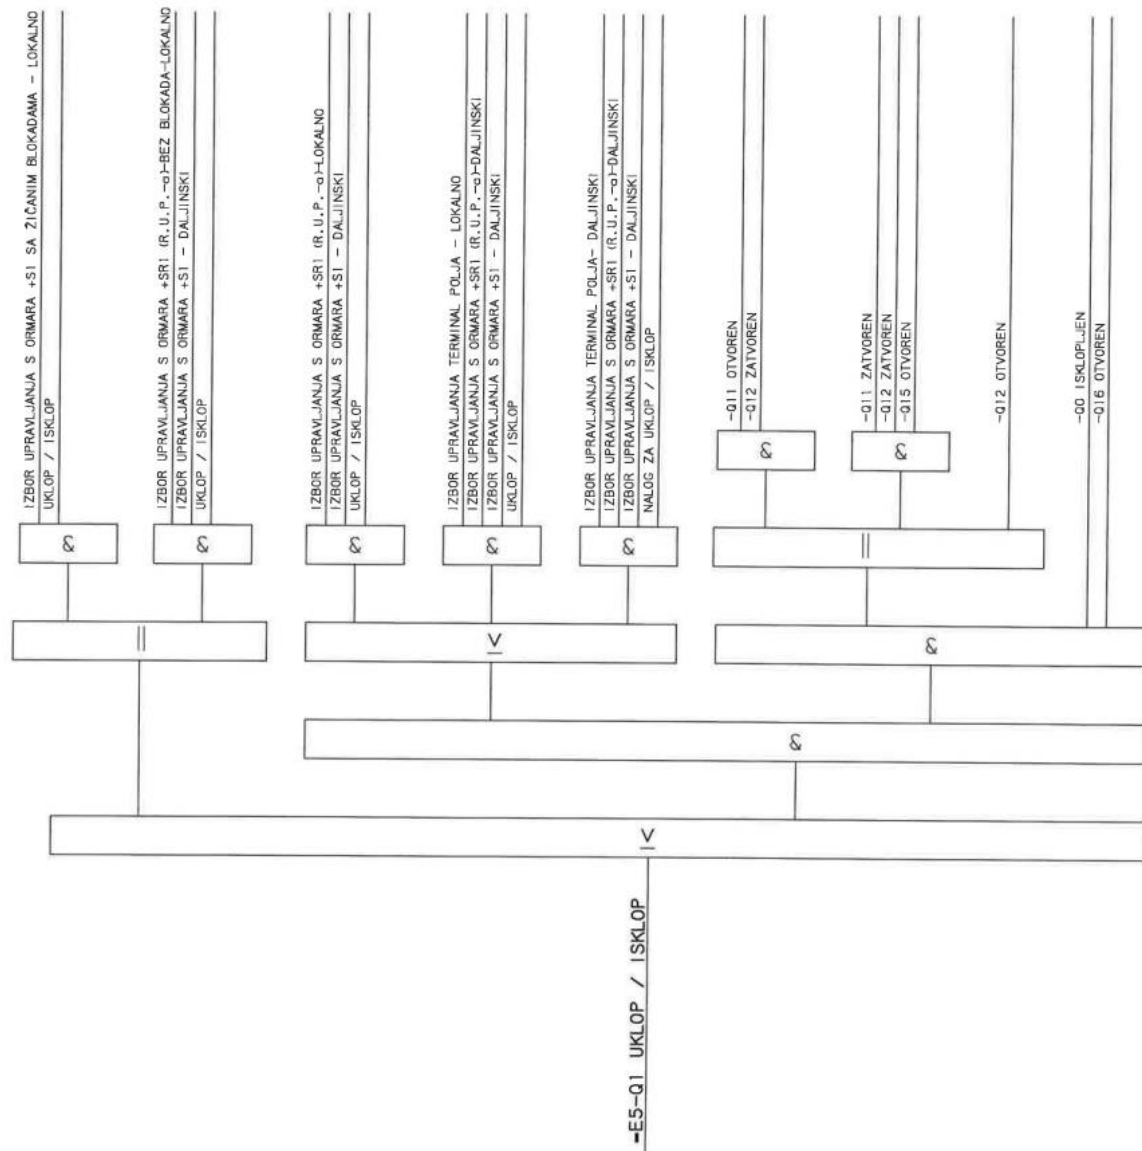 IZBOR UPRAVLJANJA S ORMARA +S1 SA ŽIČANIM BLOKADAMA - LOKALNO
UKLOP / ISKLOP
&
IZBOR UPRAVLJANJA S ORMARA +SR1 (R.U.P.-a)-BEZ BLOKADA-LOKALNO
IZBOR UPRAVLJANJA S ORMARA +S1 - DALJINSKI
UKLOP / ISKLOP
&
||
IZBOR UPRAVLJANJA S ORMARA +SR1 (R.U.P.-a)-LOKALNO
IZBOR UPRAVLJANJA S ORMARA +S1 - DALJINSKI
UKLOP / ISKLOP
&
IZBOR UPRAVLJANJA TERMINAL POLJA - LOKALNO
IZBOR UPRAVLJANJA S ORMARA +SR1 (R.U.P.-a)-DALJINSKI
IZBOR UPRAVLJANJA S ORMARA +S1 - DALJINSKI
UKLOP / ISKLOP
&
IZBOR UPRAVLJANJA TERMINAL POLJA- DALJINSKI
IZBOR UPRAVLJANJA S ORMARA +SR1 (R.U.P.-a)-DALJINSKI
IZBOR UPRAVLJANJA S ORMARA +S1 - DALJINSKI
NALOG ZA UKLOP / ISKLOP
&
V
-Q11 OTVOREN
-Q12 ZATVOREN
&
-Q11 ZATVOREN
-Q12 ZATVOREN
-Q15 OTVOREN
&
-Q12 OTVOREN
||
-Q0 ISKLOPLJEN
-Q16 OTVOREN
&
&
V
-E5-Q1 UKLOP / ISKLOP